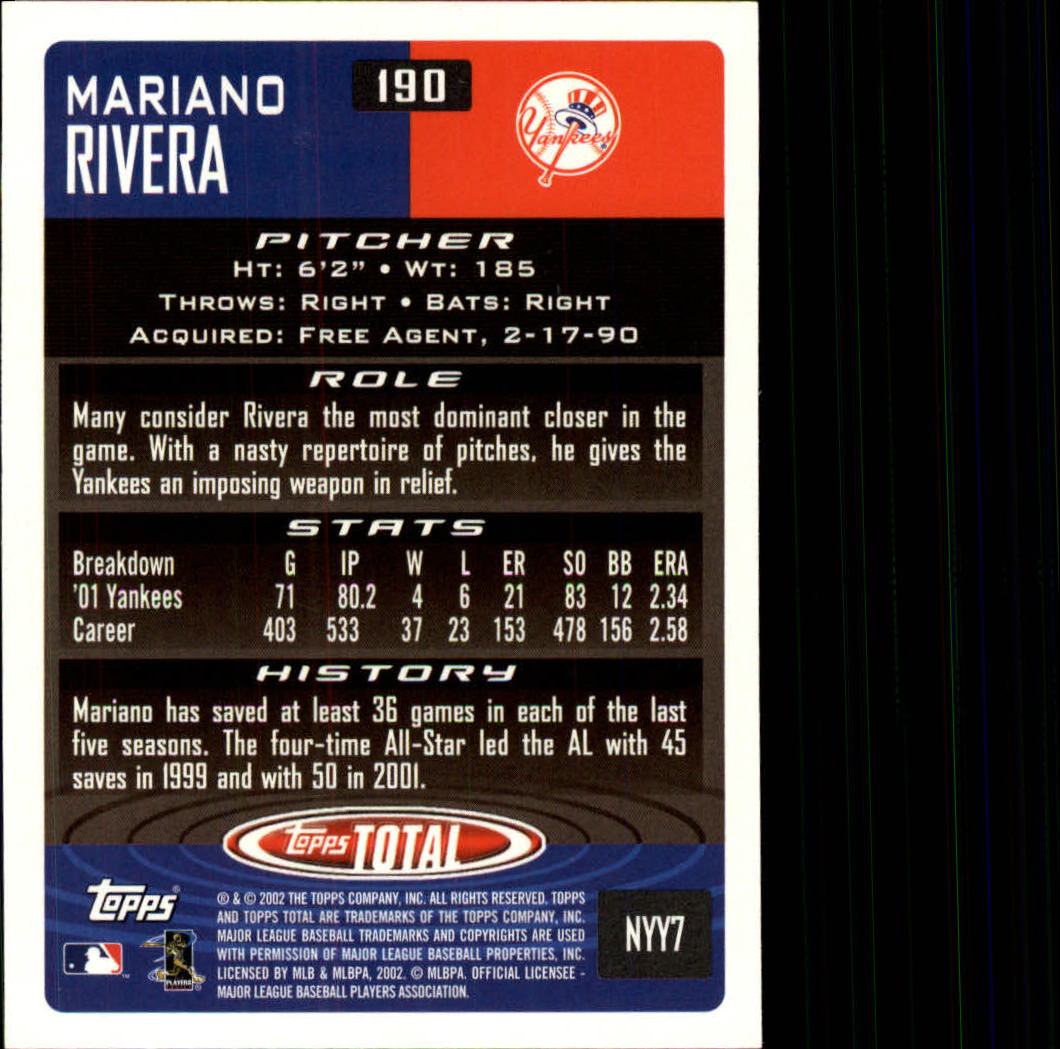 MARIANO
RIVERA
190
Yankees
PITCHER
HT: 6'2" • WT: 185
THROWS: RIGHT • BATS: RIGHT
ACQUIRED: FREE AGENT, 2-17-90
ROLE
Many consider Rivera the most dominant closer in the
game. With a nasty repertoire of pitches, he gives the
Yankees an imposing weapon in relief.
STATS
Breakdown G IP W L ER SO BB ERA
'01 Yankees 71 80.2 4 6 21 83 12 2.34
Career 403 533 37 23 153 478 156 2.58
HISTORY
Mariano has saved at least 36 games in each of the last
five seasons. The four-time All-Star led the AL with 45
saves in 1999 and with 50 in 2001.
topps TOTAL
topps®
® & © 2002 THE TOPPS COMPANY, INC. ALL RIGHTS RESERVED. TOPPS
AND TOPPS TOTAL ARE TRADEMARKS OF THE TOPPS COMPANY, INC.
MAJOR LEAGUE BASEBALL TRADEMARKS AND COPYRIGHTS ARE USED
WITH PERMISSION OF MAJOR LEAGUE BASEBALL PROPERTIES, INC.
LICENSED BY MLB & MLBPA, 2002. © MLBPA. OFFICIAL LICENSEE -
MAJOR LEAGUE BASEBALL PLAYERS ASSOCIATION.
NYY7
PLAYERS